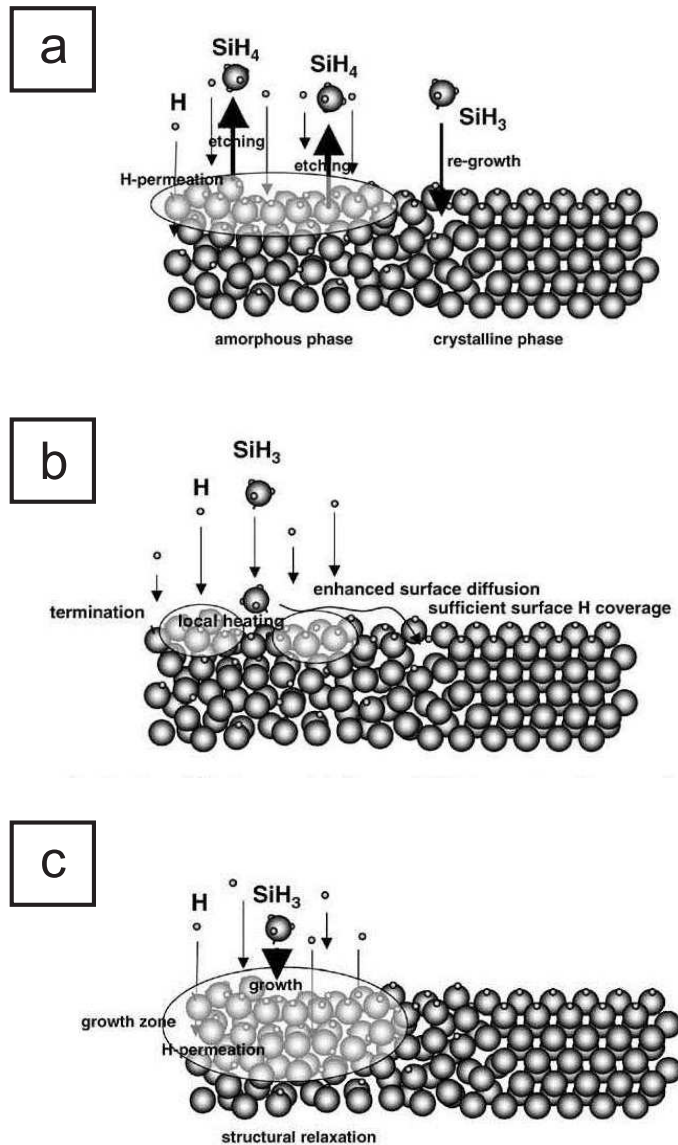 a
SiH4
SiH4
H
SiH3
etching
etching
re-growth
H-permeation
amorphous phase
crystalline phase
b
SiH3
H
enhanced surface diffusion
termination
local heating
sufficient surface H coverage
c
H
SiH3
growth
growth zone
H-permeation
structural relaxation